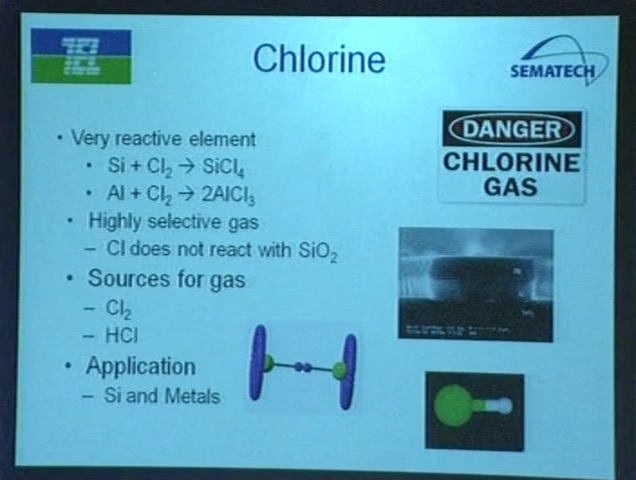 TEL
Chlorine
SEMATECH
• Very reactive element
• Si + Cl₂ → SiCl₄
• Al + Cl₂ → 2AlCl₃
• Highly selective gas
– Cl does not react with SiO₂
• Sources for gas
– Cl₂
– HCl
• Application
– Si and Metals
DANGER
CHLORINE
GAS